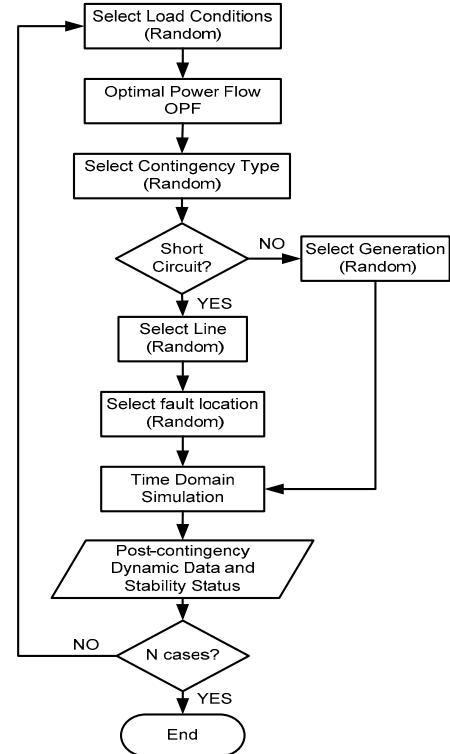 Select Load Conditions
(Random)
Optimal Power Flow
OPF
Select Contingency Type
(Random)
Short
Circuit?
NO
Select Generation
(Random)
YES
Select Line
(Random)
Select fault location
(Random)
Time Domain
Simulation
Post-contingency
Dynamic Data and
Stability Status
NO
N cases?
YES
End